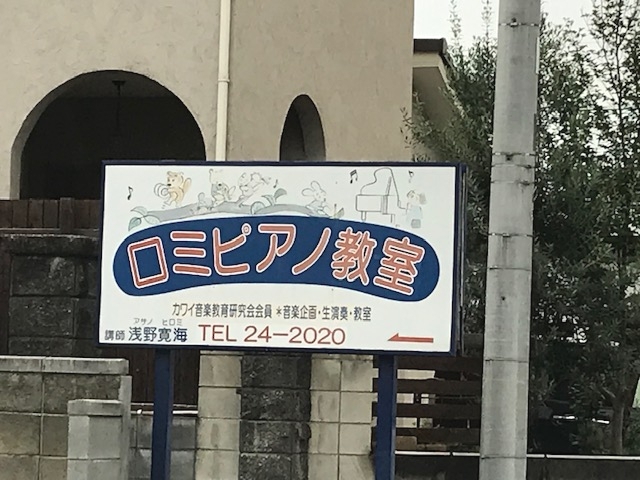 ロミピアノ教室
カワイ音楽教育研究会会員 *音楽企画・生演奏・教室
アサノ ヒロミ
講師 浅野寛海 TEL 24-2020